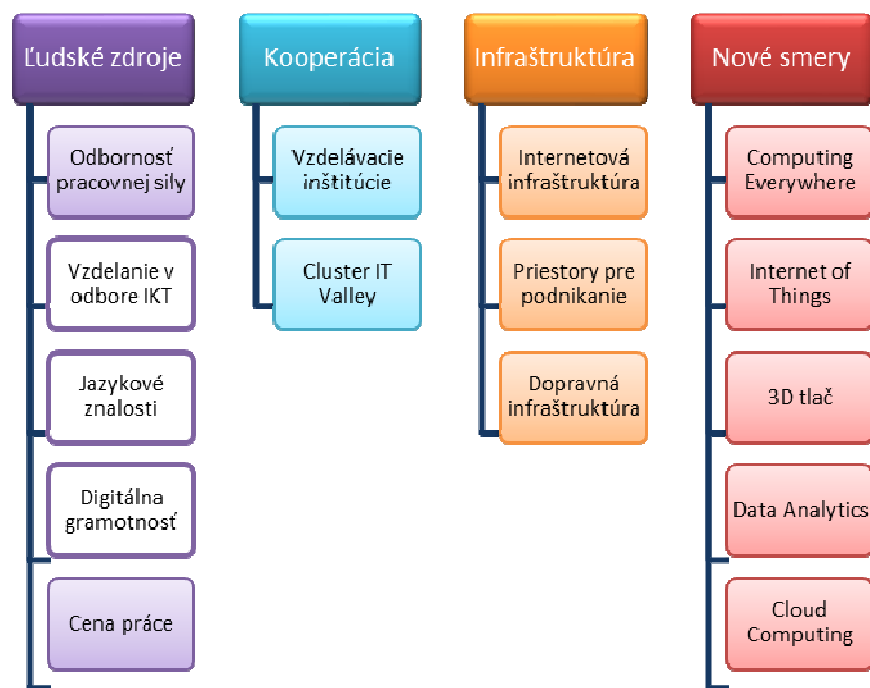 Ľudské zdroje
Odbornosť
pracovnej sily
Vzdelanie v
odbore IKT
Jazykové
znalosti
Digitálna
gramotnosť
Cena práce
Kooperácia
Vzdelávacie
inštitúcie
Cluster IT
Valley
Infraštruktúra
Internetová
infraštruktúra
Priestory pre
podnikanie
Dopravná
infraštruktúra
Nové smery
Computing
Everywhere
Internet of
Things
3D tlač
Data Analytics
Cloud
Computing